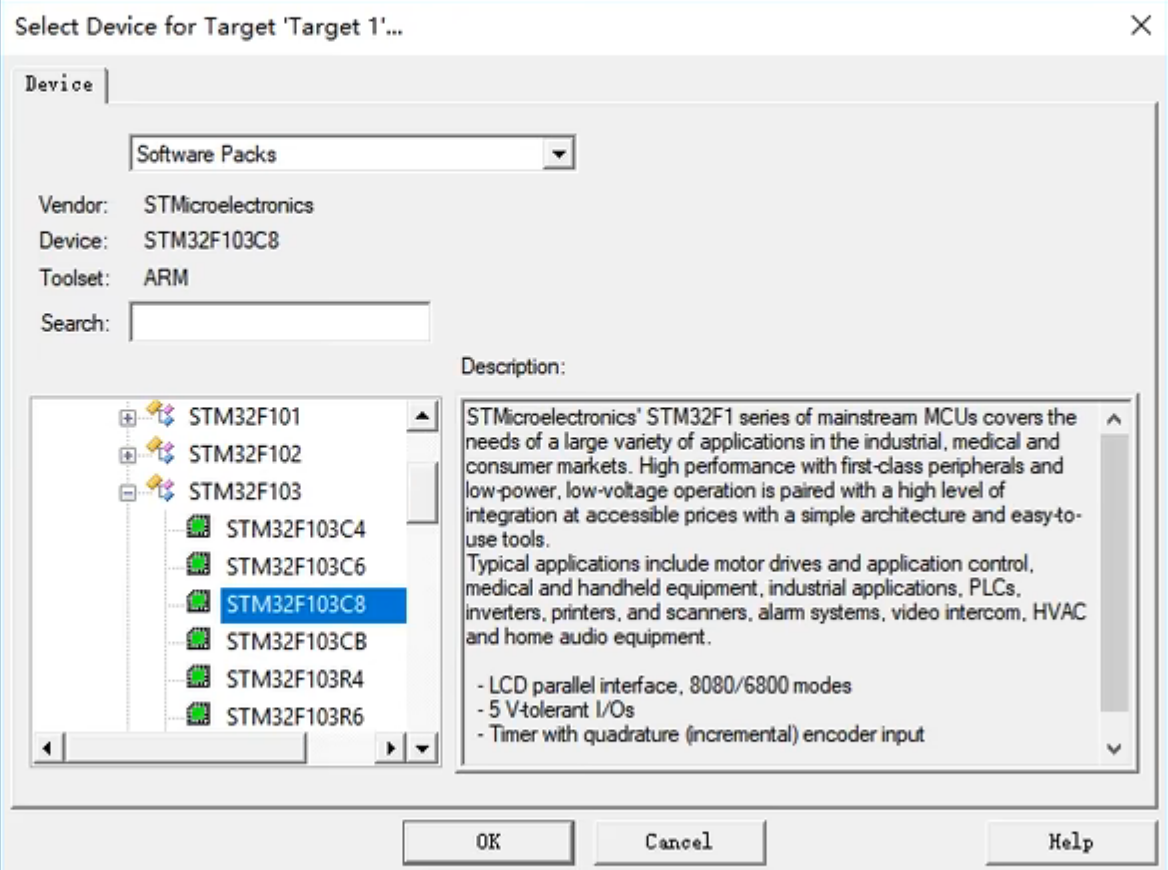 Select Device for Target 'Target 1'...
Device
Software Packs
Vendor: STMicroelectronics
Device: STM32F103C8
Toolset: ARM
Search:
Description:
STM32F101
STM32F102
STM32F103
STM32F103C4
STM32F103C6
STM32F103C8
STM32F103CB
STM32F103R4
STM32F103R6
STMicroelectronics' STM32F1 series of mainstream MCUs covers the
needs of a large variety of applications in the industrial, medical and
consumer markets. High performance with first-class peripherals and
low-power, low-voltage operation is paired with a high level of
integration at accessible prices with a simple architecture and easy-to-
use tools.
Typical applications include motor drives and application control,
medical and handheld equipment, industrial applications, PLCs,
inverters, printers, and scanners, alarm systems, video intercom, HVAC
and home audio equipment.
- LCD parallel interface, 8080/6800 modes
- 5 V-tolerant I/Os
- Timer with quadrature (incremental) encoder input
OK
Cancel
Help